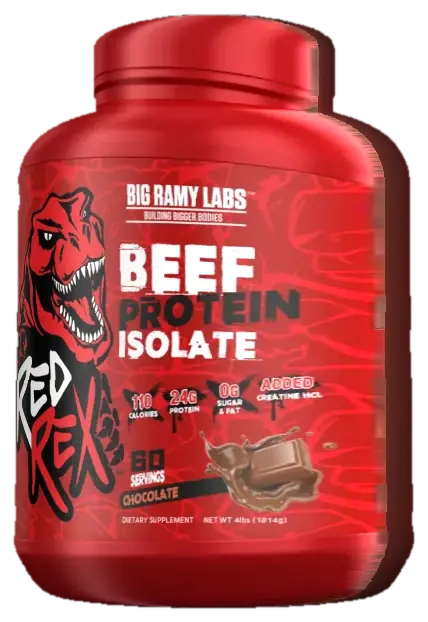 BIG RAMY LABS™
BUILDING BIGGER BODIES
BEEF
PROTEIN
ISOLATE
RED
REX
110
CALORIES
24G
PROTEIN
0G
SUGAR
& FAT
ADDED
CREATINE HCL
60
SERVINGS
CHOCOLATE
DIETARY SUPPLEMENT NET WT 4lbs (1814g)